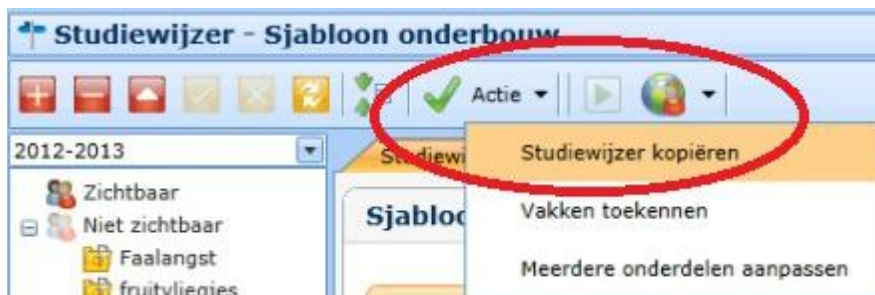 Studiewijzer - Sjabloon onderbouw
Actie
2012-2013
Studiewi
Studiewijzer kopiëren
Zichtbaar
Niet zichtbaar
Sjabloo
Vakken toekennen
Faalangst
Meerdere onderdelen aanpassen
fruitvliegjes